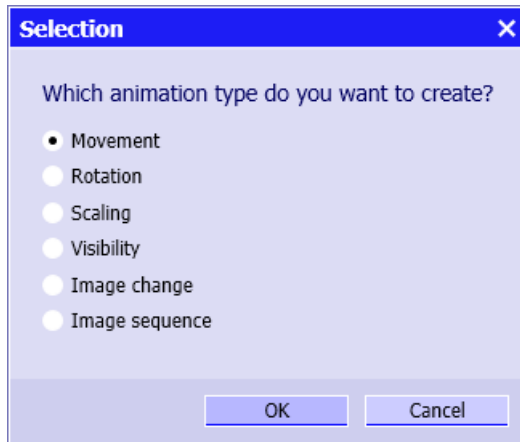 Selection
Which animation type do you want to create?
Movement
Rotation
Scaling
Visibility
Image change
Image sequence
OK
Cancel